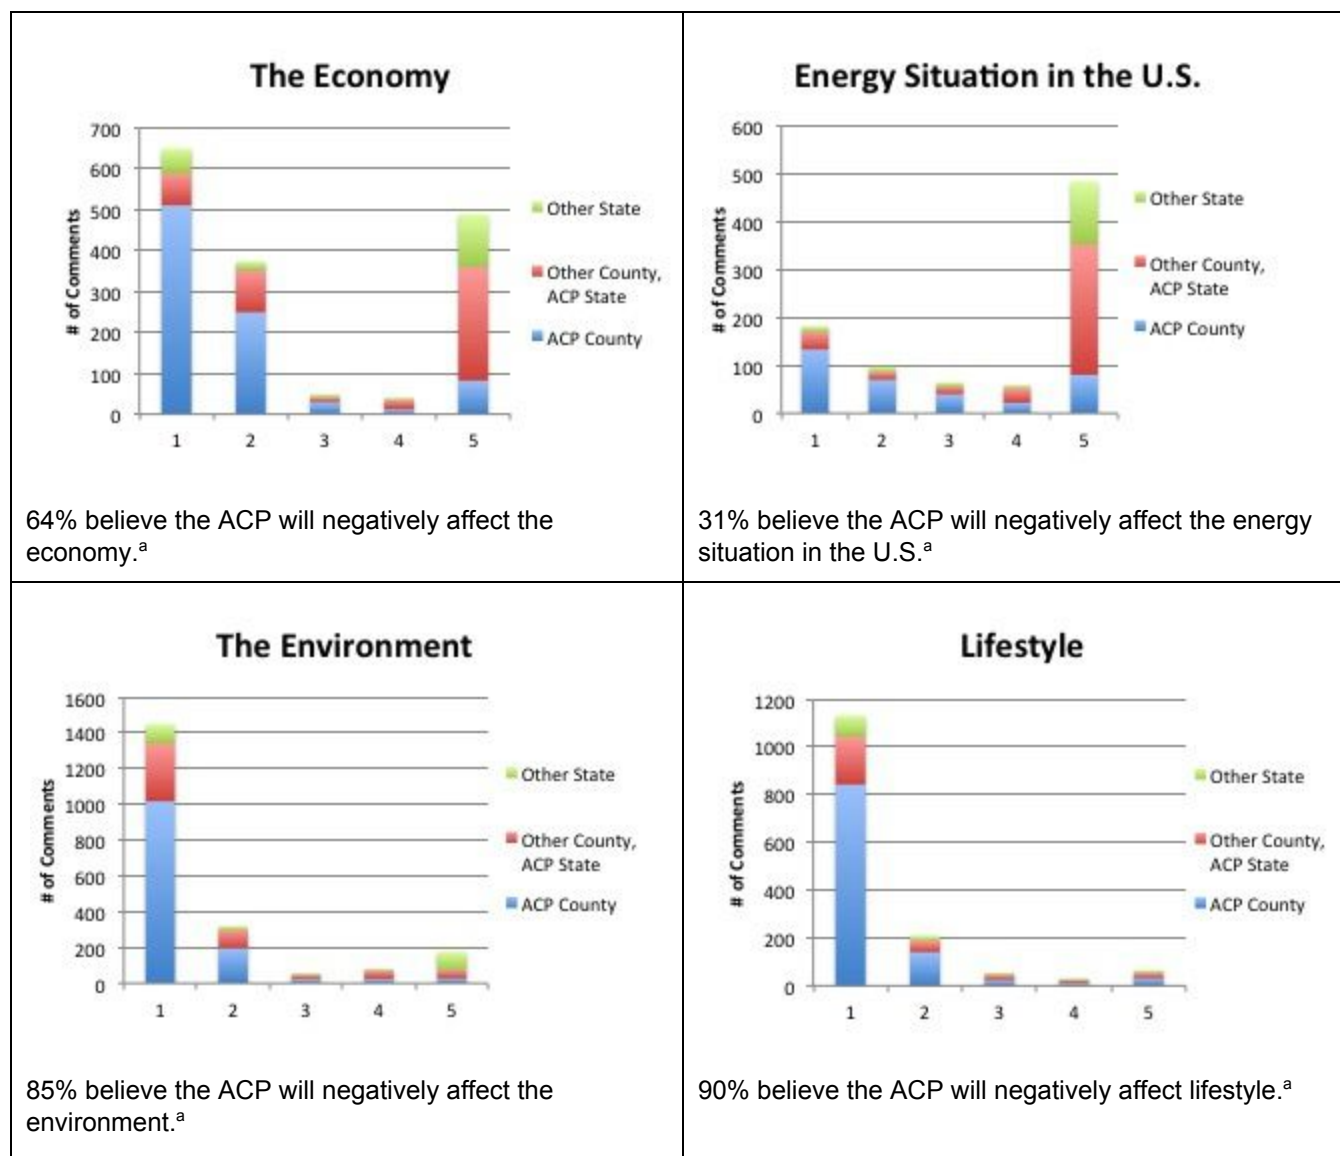 The Economy
700
600
500
400
300
200
100
0
# of Comments
1 2 3 4 5
Other State
Other County,
ACP State
ACP County
64% believe the ACP will negatively affect the
economy.ᵃ
Energy Situation in the U.S.
600
500
400
300
200
100
0
# of Comments
1 2 3 4 5
Other State
Other County,
ACP State
ACP County
31% believe the ACP will negatively affect the energy
situation in the U.S.ᵃ
The Environment
1600
1400
1200
1000
800
600
400
200
0
# of Comments
1 2 3 4 5
Other State
Other County,
ACP State
ACP County
85% believe the ACP will negatively affect the
environment.ᵃ
Lifestyle
1200
1000
800
600
400
200
0
# of Comments
1 2 3 4 5
Other State
Other County,
ACP State
ACP County
90% believe the ACP will negatively affect lifestyle.ᵃ